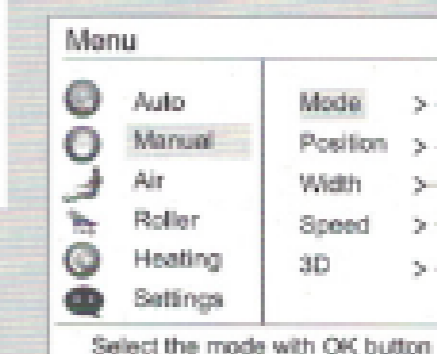 Menu
Auto
Manual
Air
Roller
Heating
Settings
Mode >
Position >
Width >
Speed >
3D >
Select the mode with OK button